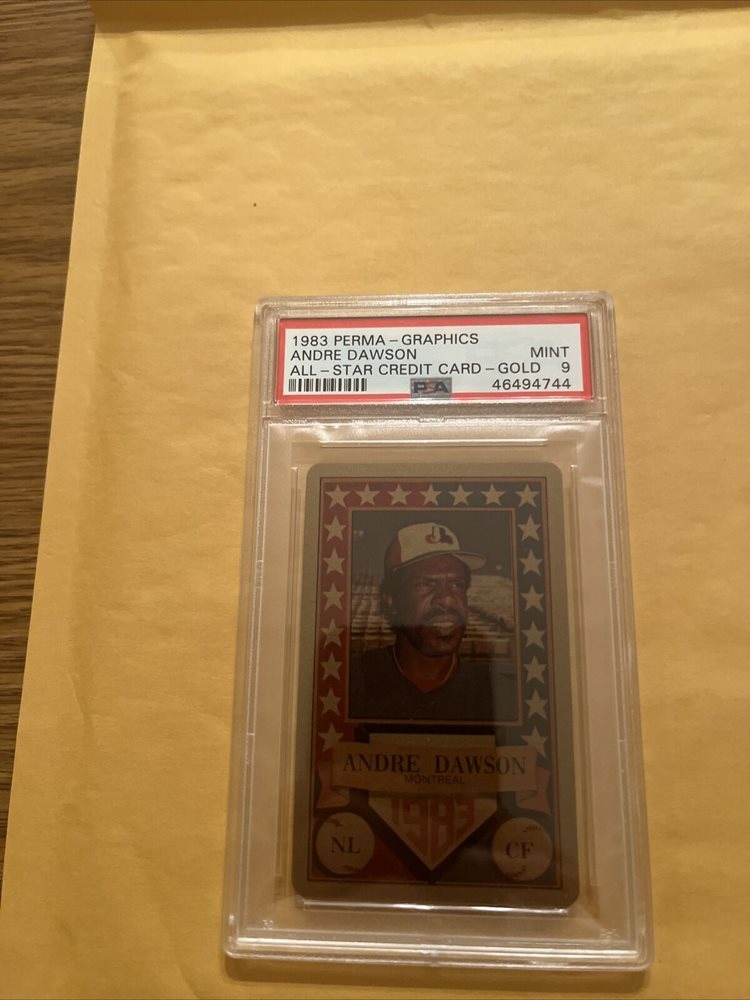 1983 PERMA-GRAPHICS
ANDRE DAWSON MINT
ALL-STAR CREDIT CARD-GOLD 9
PSA 46494744
ANDRE DAWSON
MONTREAL
1983
NL CF